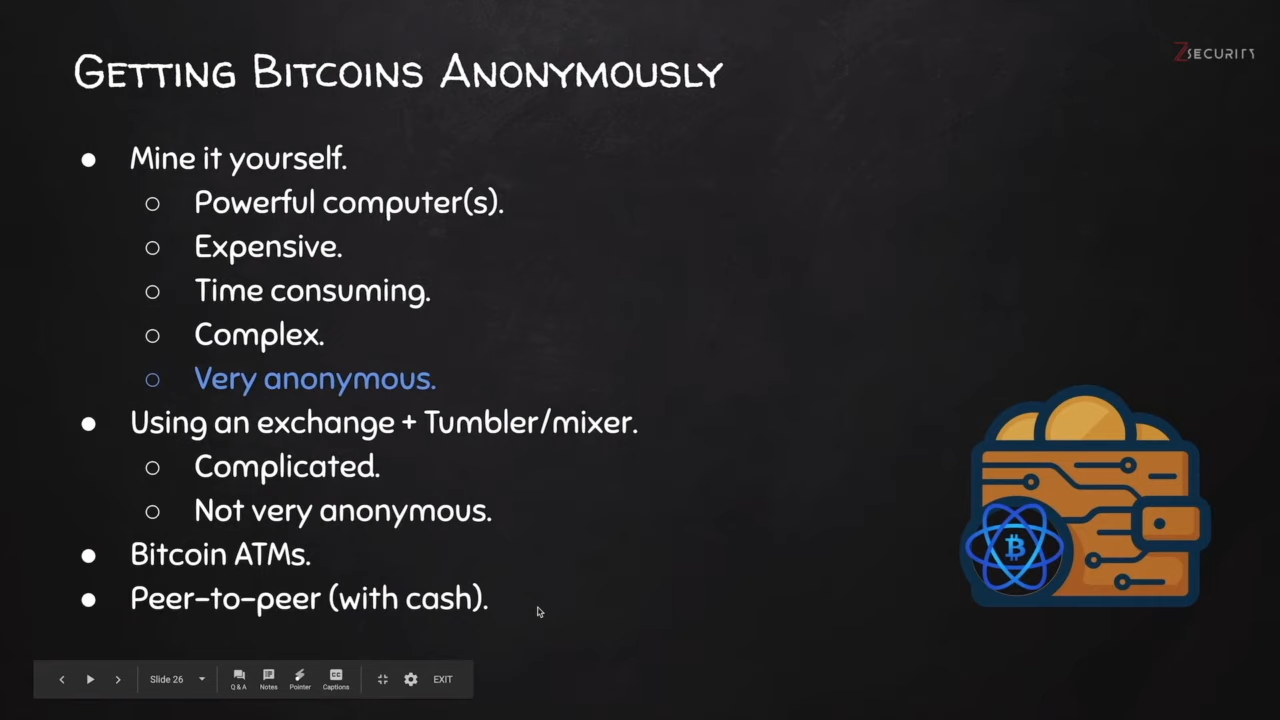 Getting Bitcoins Anonymously
ZSECURITY
● Mine it yourself.
○ Powerful computer(s).
○ Expensive.
○ Time consuming.
○ Complex.
○ Very anonymous.
● Using an exchange + Tumbler/mixer.
○ Complicated.
○ Not very anonymous.
● Bitcoin ATMs.
● Peer-to-peer (with cash).
Slide 26
Q & A
Notes
Pointer
CC
Captions
EXIT